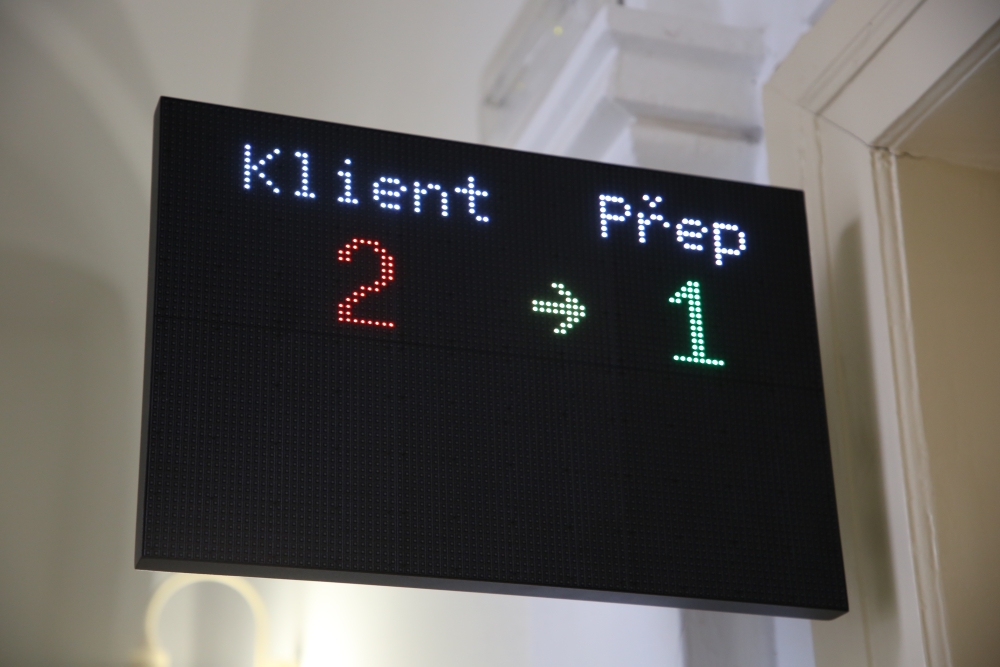 Klient Přep
2 → 1